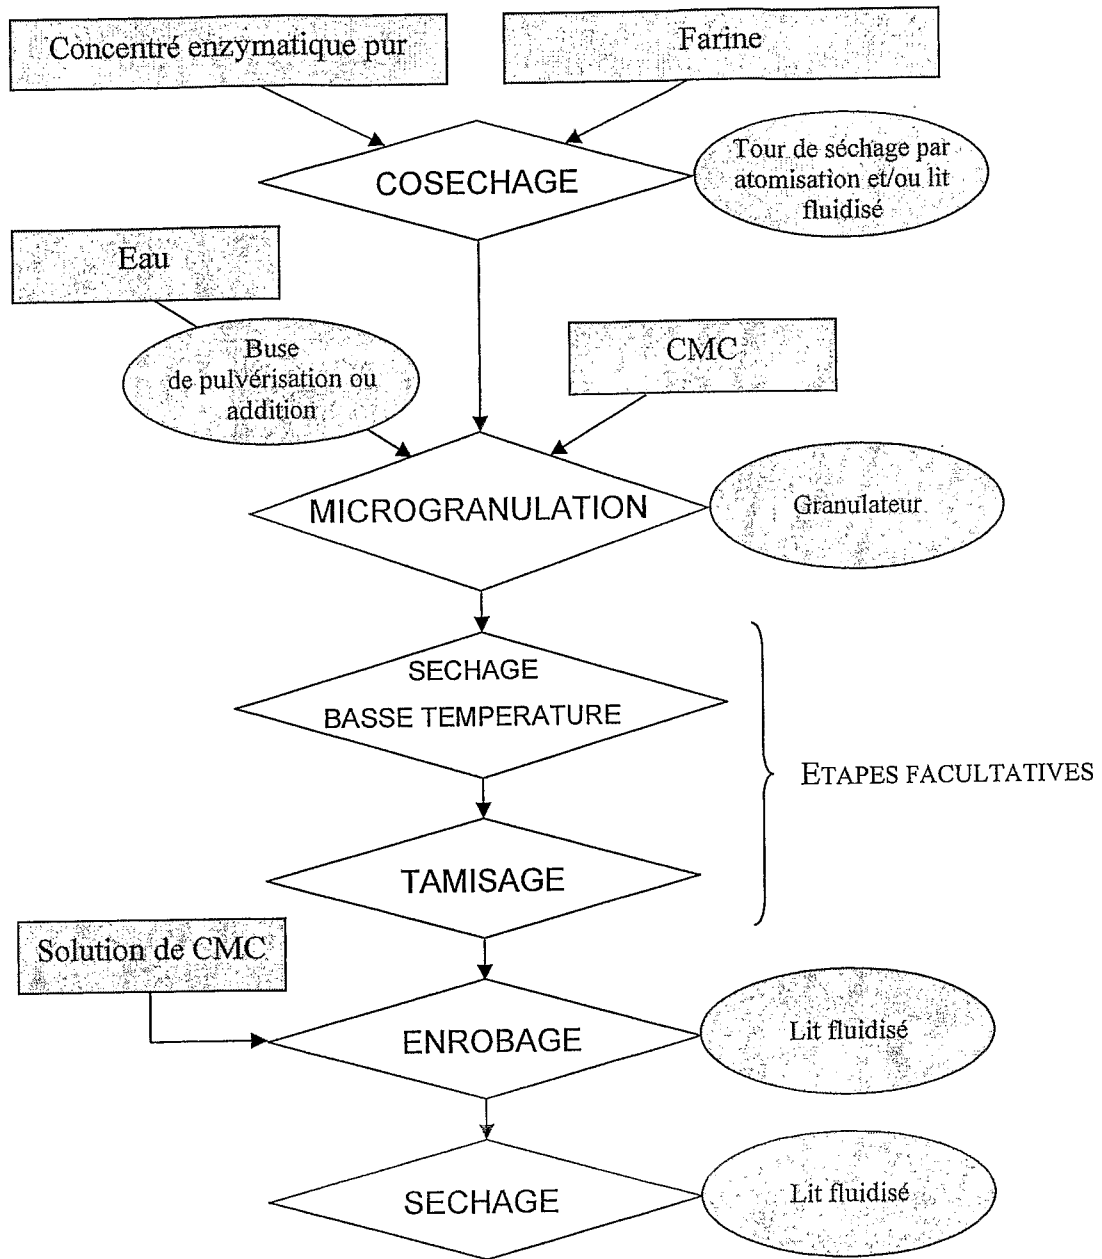 Concentré enzymatique pur
Farine
COSECHAGE
Tour de séchage par
atomisation et/ou lit
fluidisé
Eau
Buse
de pulvérisation ou
addition
CMC
MICROGRANULATION
Granulateur
SECHAGE
BASSE TEMPERATURE
ETAPES FACULTATIVES
TAMISAGE
Solution de CMC
ENROBAGE
Lit fluidisé
SECHAGE
Lit fluidisé